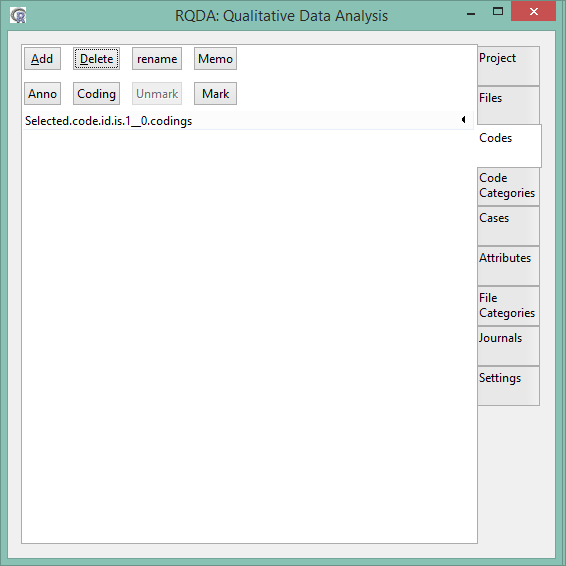 RQDA: Qualitative Data Analysis
Add Delete rename Memo
Anno Coding Unmark Mark
Selected.code.id.is.1__0.codings
Project
Files
Codes
Code
Categories
Cases
Attributes
File
Categories
Journals
Settings